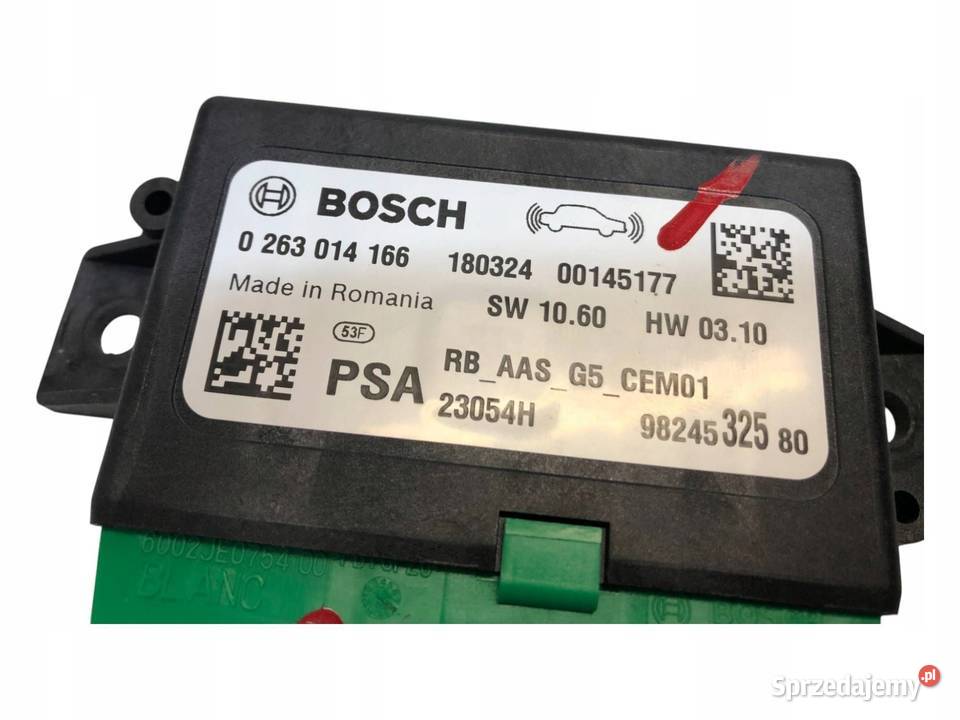 BOSCH
0 263 014 166 180324 00145177
Made in Romania SW 10.60 HW 03.10
53F
PSA RB_AAS_G5_CEM01
23054H 98245 325 80
BLANC
Sprzedajemy.pl